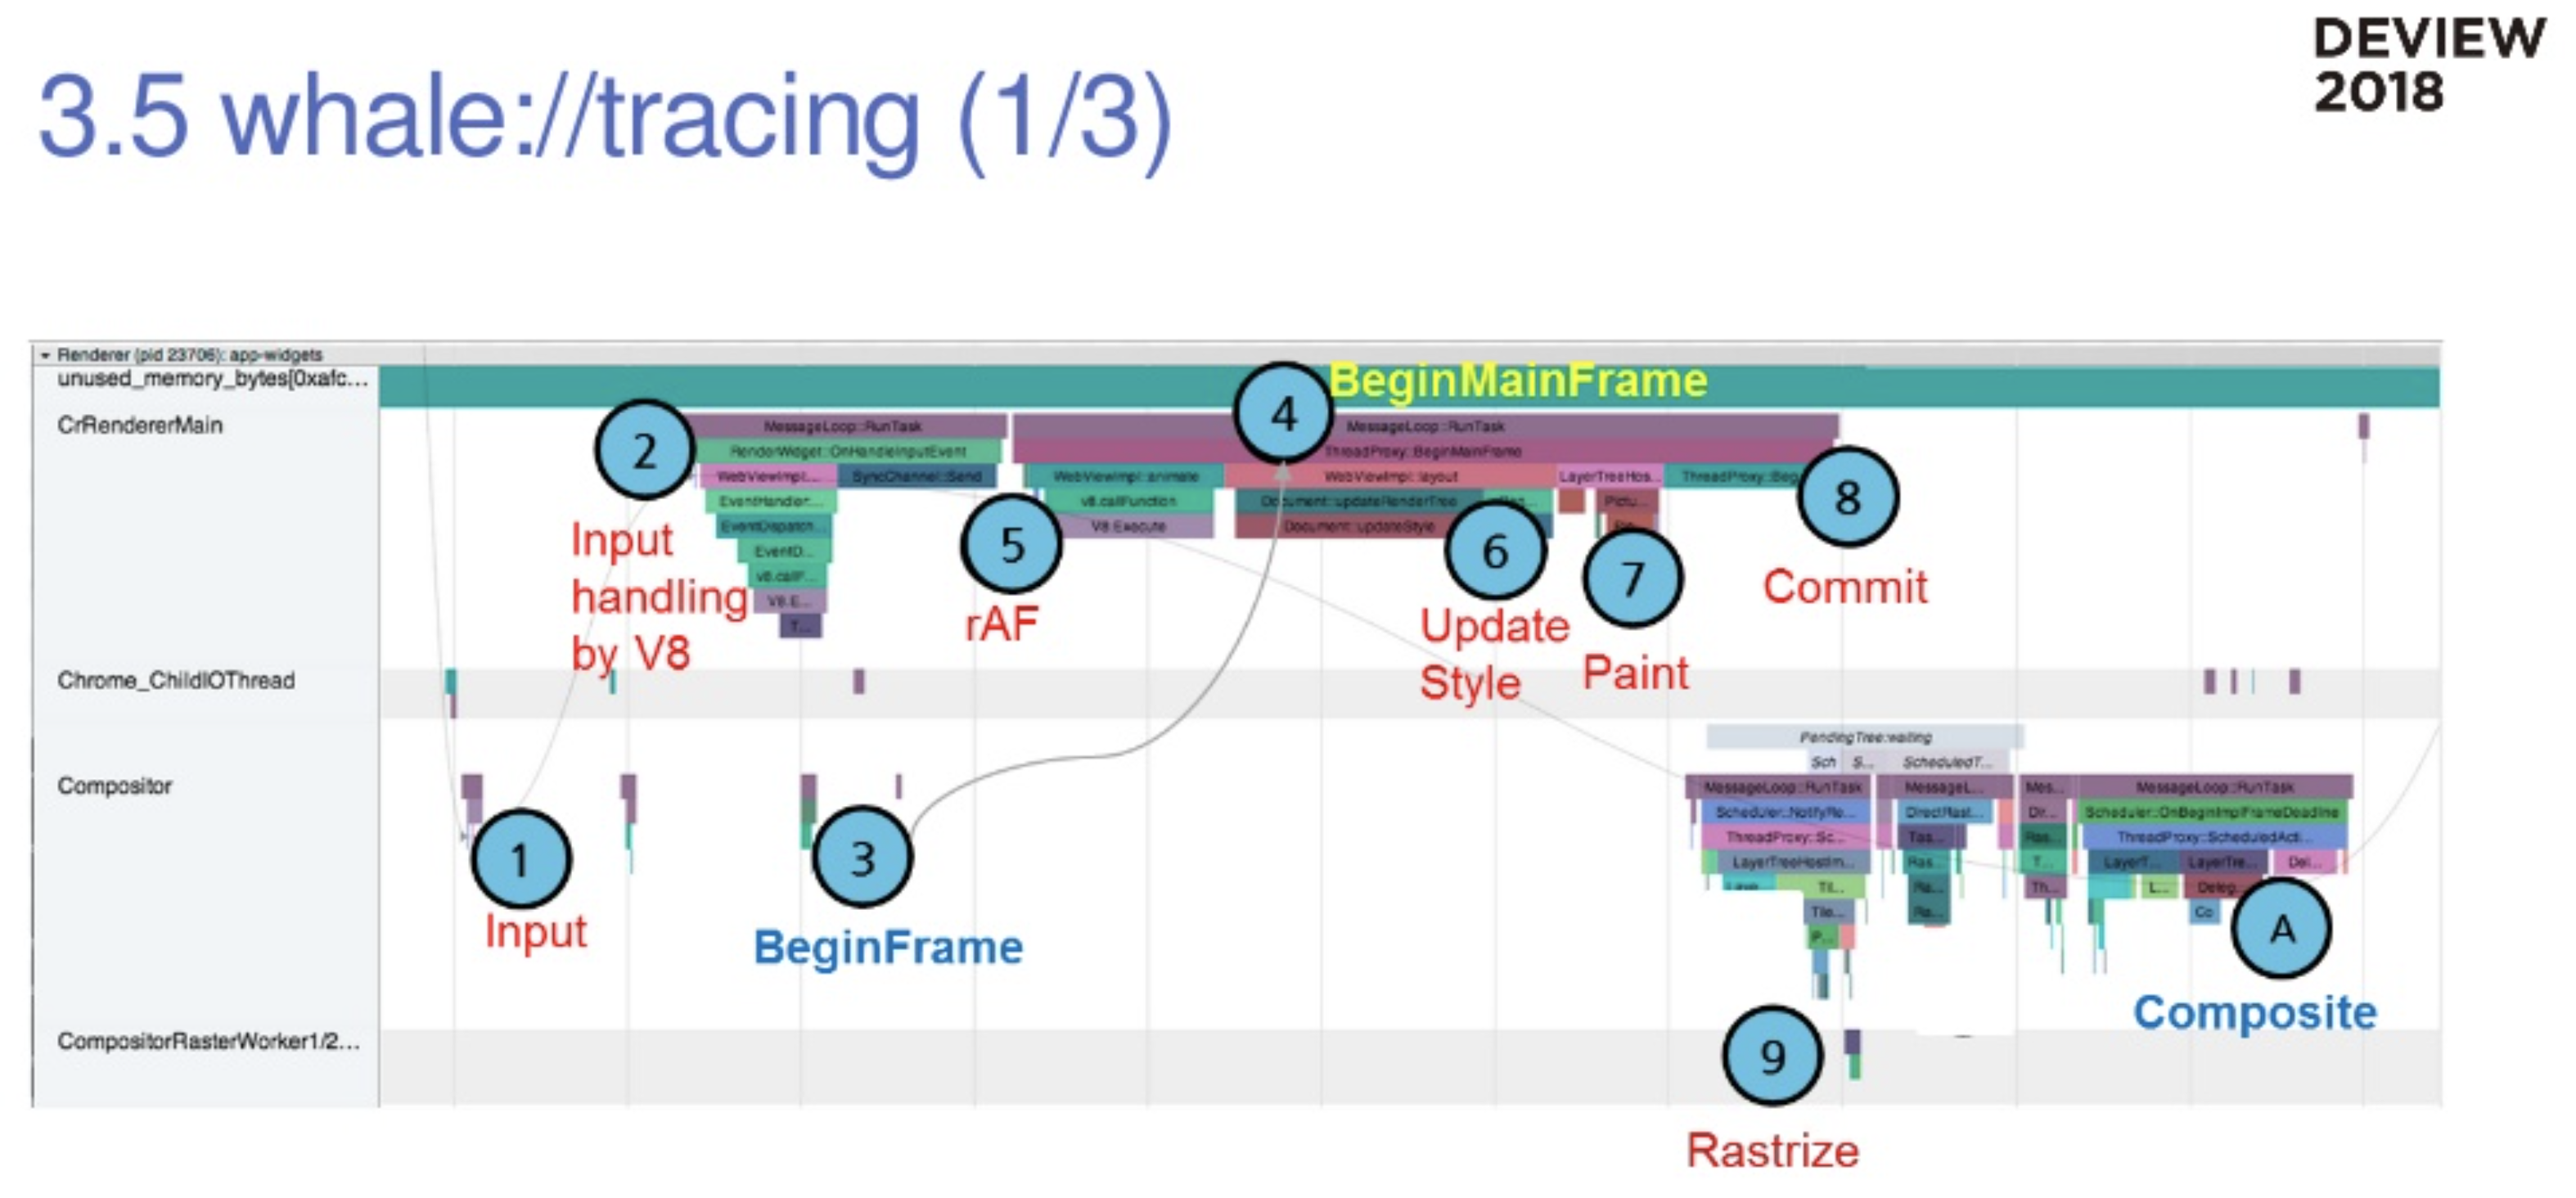 DEVIEW
2018
3.5 whale://tracing (1/3)
Renderer (pid 23706): app-widgets
unused_memory_bytes[0xafc...
BeginMainFrame
4
CrRendererMain
MessageLoop::RunTask
MessageLoop::RunTask
2
RenderWidget::OnHandleInputEvent
ThreadProxy::BeginMainFrame
WebViewImpl:...
SyncChannel::Send
WebViewImpl::animate
WebViewImpl::layout
LayerTreeHos...
ThreadProxy::Beg
8
EventHandler:...
v8.callFunction
Document::updateRenderTree
Pictu...
EventDispatch...
V8.Execute
Document::updateStyle
5
6
7
Input
handling
by V8
EventD...
v8.callF...
V8.E...
T...
rAF
Update
Style
Paint
Commit
Chrome_ChildIOThread
PendingTree:waiting
Sch
S...
ScheduledT...
Compositor
MessageLoop::RunTask
MessageL...
Mes...
MessageLoop::RunTask
Scheduler::NotifyRe...
DirectRast...
Dir...
Scheduler::OnBeginImplFrameDeadline
ThreadProxy::Sc...
Tas...
Ras...
ThreadProxy::ScheduledActi...
1
3
LayerTreeHostIm...
Ras...
T...
LayerT...
LayerTre...
Del...
Til...
Ra...
Th...
L...
Deleg...
Input
BeginFrame
Tile...
Ra...
Co
A
P...
Composite
CompositorRasterWorker1/2...
9
Rastrize